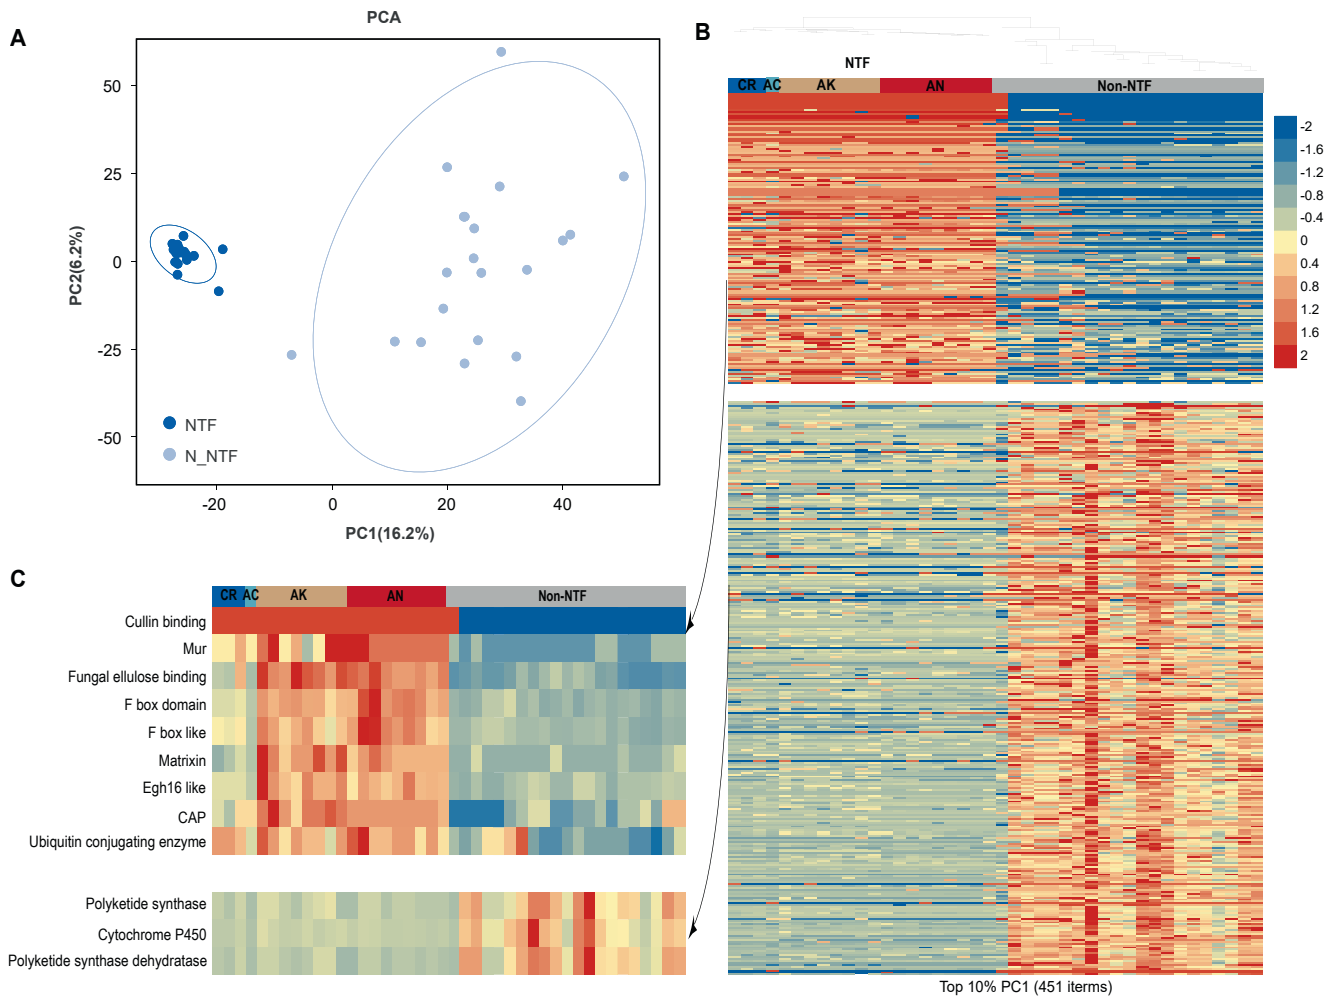 A
PCA
PC2(6.2%)
50
25
0
-25
-50
-20
0
20
40
PC1(16.2%)
NTF
N_NTF
B
NTF
CR AC AK AN Non-NTF
-2
-1.6
-1.2
-0.8
-0.4
0
0.4
0.8
1.2
1.6
2
Top 10% PC1 (451 iterms)
C
CR AC AK AN Non-NTF
Cullin binding
Mur
Fungal ellulose binding
F box domain
F box like
Matrixin
Egh16 like
CAP
Ubiquitin conjugating enzyme
Polyketide synthase
Cytochrome P450
Polyketide synthase dehydratase